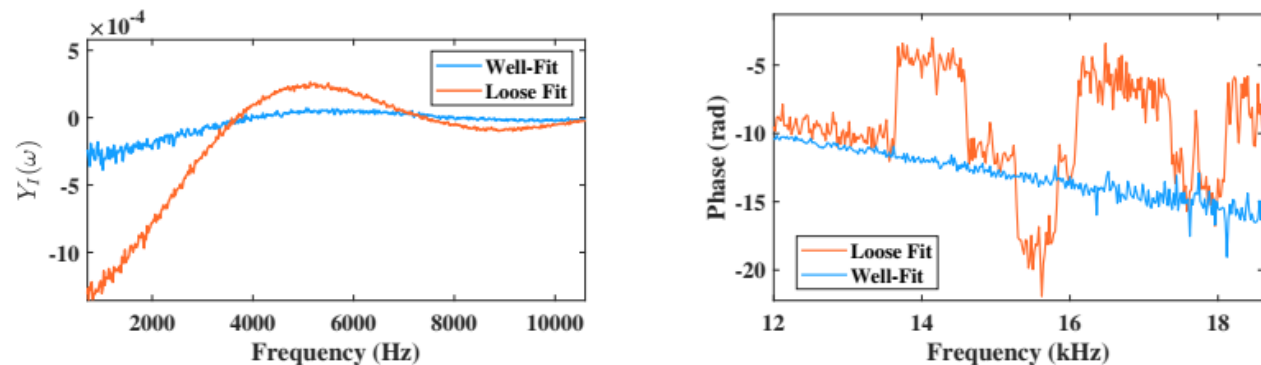 ×10⁻⁴
5
0
-5
-10
Y_I(ω)
Well-Fit
Loose Fit
2000 4000 6000 8000 10000
Frequency (Hz)
-5
-10
-15
-20
Phase (rad)
Loose Fit
Well-Fit
12 14 16 18
Frequency (kHz)